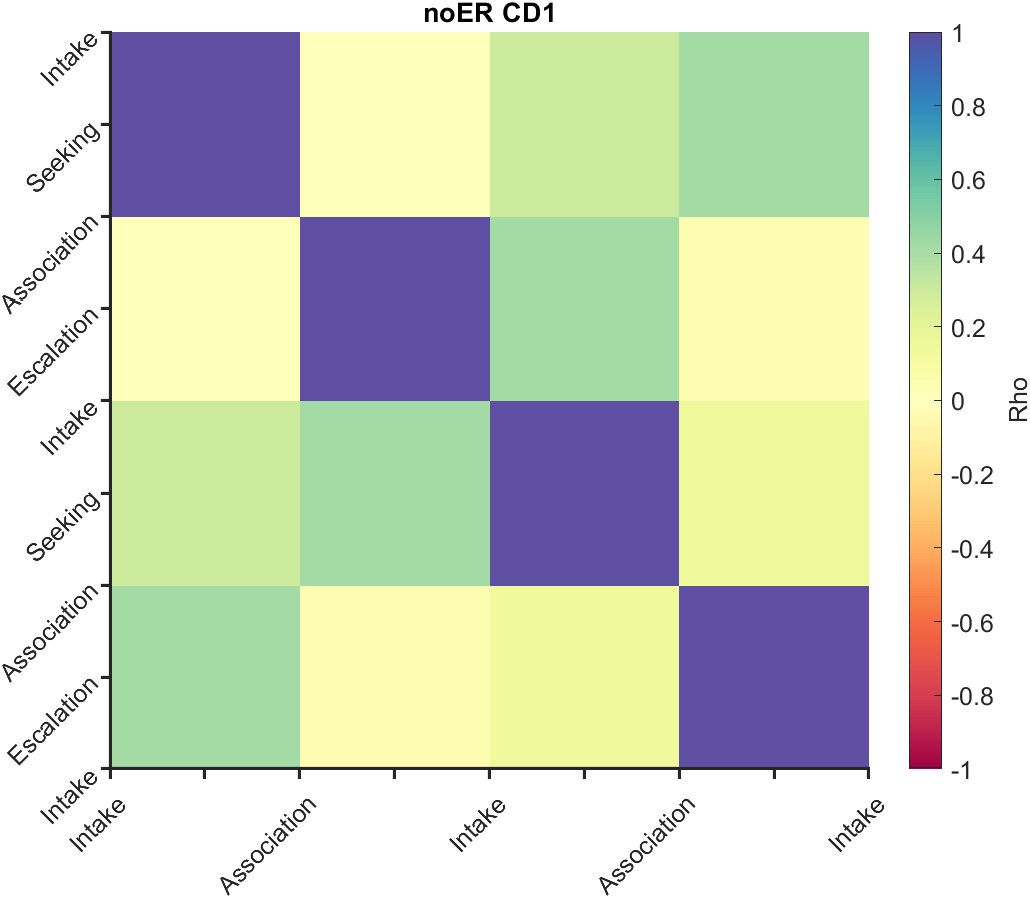 noER CD1
Intake
Seeking
Association
Escalation
Intake
Seeking
Association
Escalation
Intake
Intake
Association
Intake
Association
Intake
1
0.8
0.6
0.4
0.2
0
-0.2
-0.4
-0.6
-0.8
-1
Rho